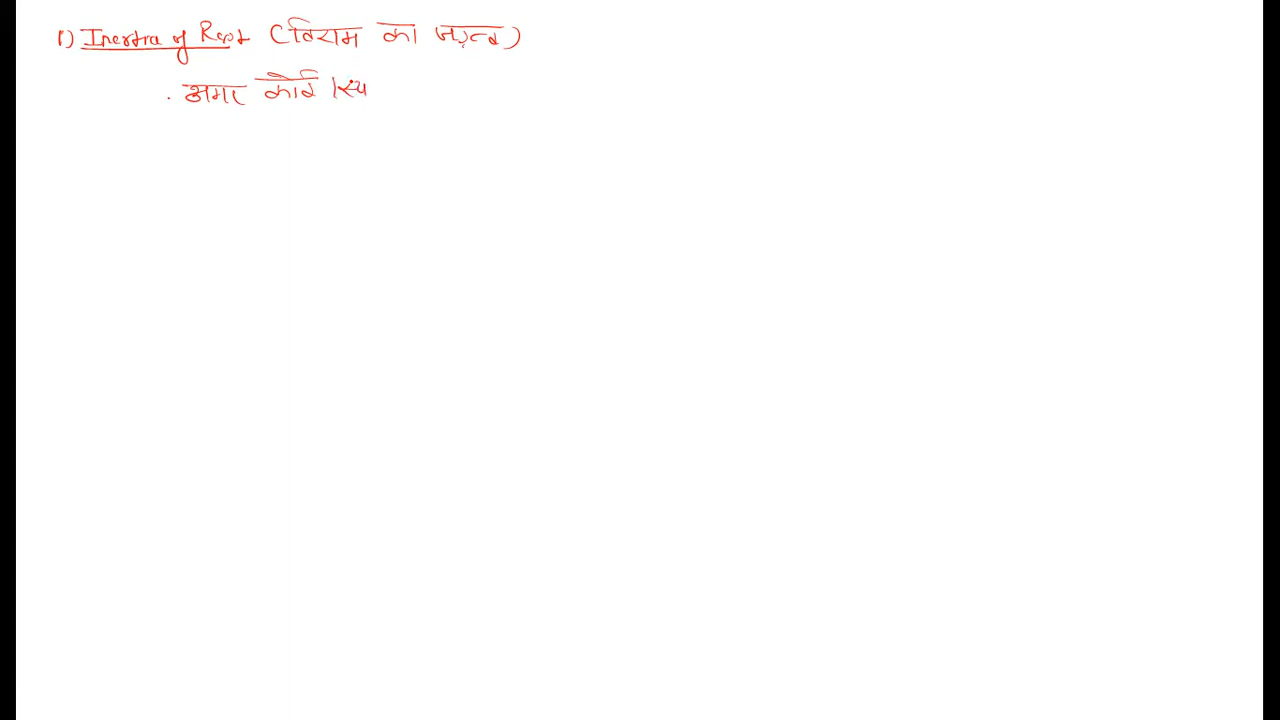 1) Inertia of Rest (विराम का जड़त्व)
. अगर कोई स्थ